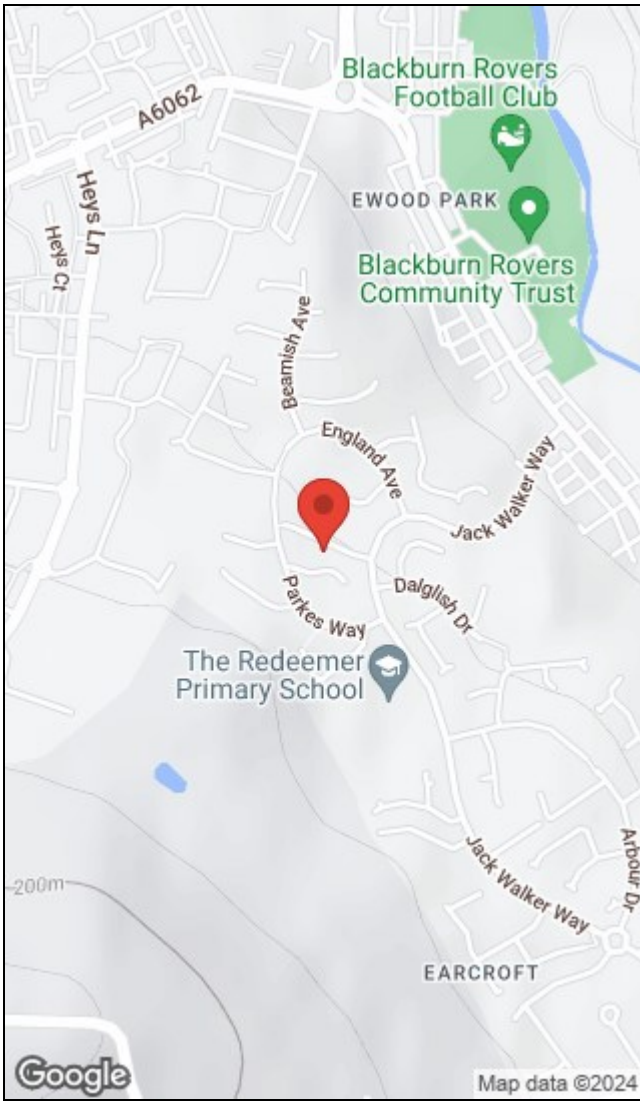 Blackburn Rovers
Football Club
A6062
EWOOD PARK
Heys Ln
Heys Ct
Blackburn Rovers
Community Trust
Beamish Ave
England Ave
Jack Walker Way
Parkes Way
Dalglish Dr
The Redeemer
Primary School
200m
Jack Walker Way
Arbour Dr
EARCROFT
Google
Map data ©2024